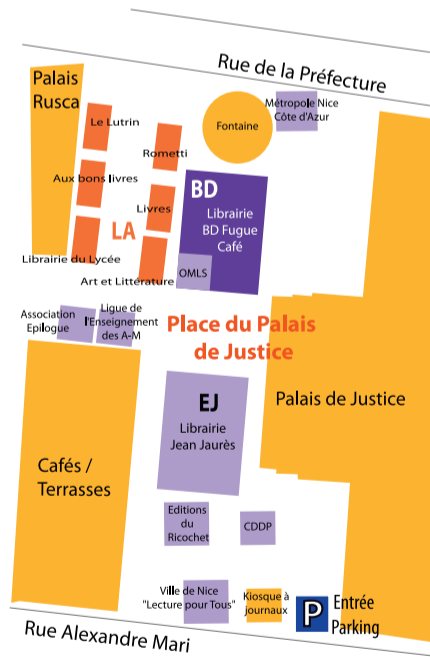 Rue de la Préfecture
Palais
Rusca
Métropole Nice
Côte d'Azur
Le Lutrin
Fontaine
Rometti
Aux bons livres
BD
Livres
Librairie
BD Fugue
Café
LA
Librairie du Lycée
Art et Littérature
OMLS
Association
Epilogue
Ligue de
l'Enseignement
des A-M
Place du Palais
de Justice
EJ
Librairie
Jean Jaurès
Palais de Justice
Cafés /
Terrasses
Editions
du
Ricochet
CDDP
Ville de Nice
"Lecture pour Tous"
Kiosque à
journaux
P
Entrée
Parking
Rue Alexandre Mari